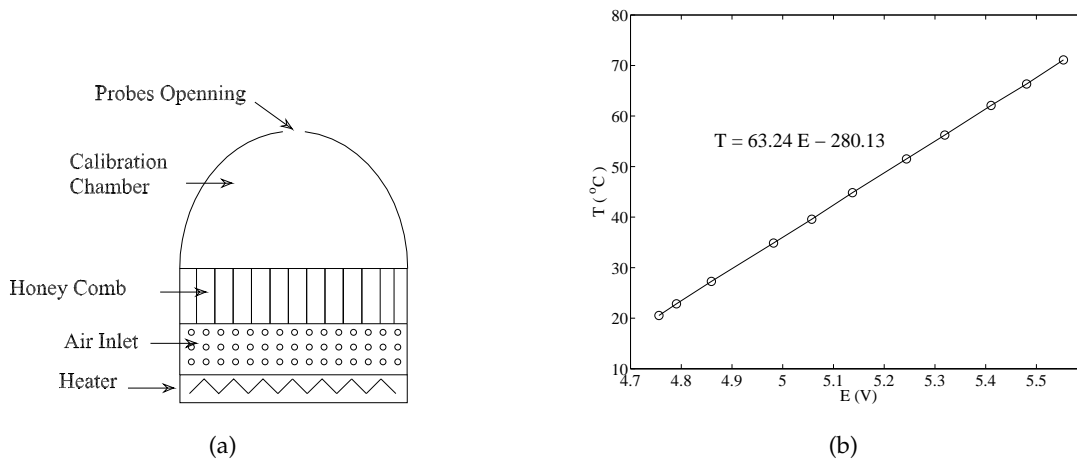 Probes Openning
Calibration
Chamber
Honey Comb
Air Inlet
Heater
(a)
80
70
60
50
40
30
20
10
T (°C)
T = 63.24 E − 280.13
4.7 4.8 4.9 5 5.1 5.2 5.3 5.4 5.5
E (V)
(b)